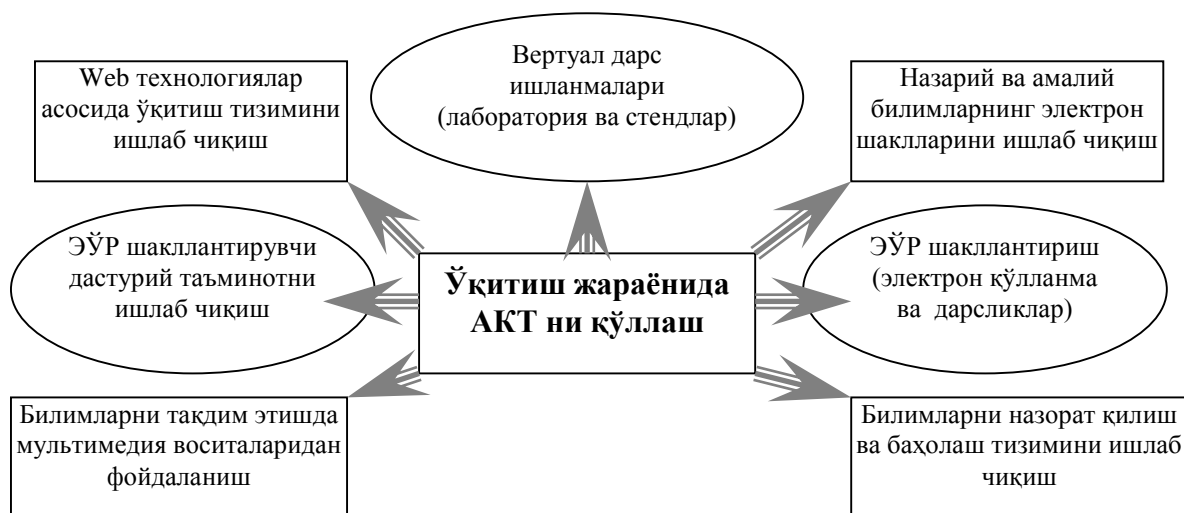 Web технологиялар
асосида ўқитиш тизимини
ишлаб чиқиш
Вертуал дарс
ишланмалари
(лаборатория ва стендлар)
Назарий ва амалий
билимларнинг электрон
шаклларини ишлаб чиқиш
ЭЎР шакллантирувчи
дастурий таъминотни
ишлаб чиқиш
Ўқитиш жараёнида
АКТ ни қўллаш
ЭЎР шакллантириш
(электрон қўлланма
ва дарсликлар)
Билимларни тақдим этишда
мультимедия воситаларидан
фойдаланиш
Билимларни назорат қилиш
ва баҳолаш тизимини ишлаб
чиқиш